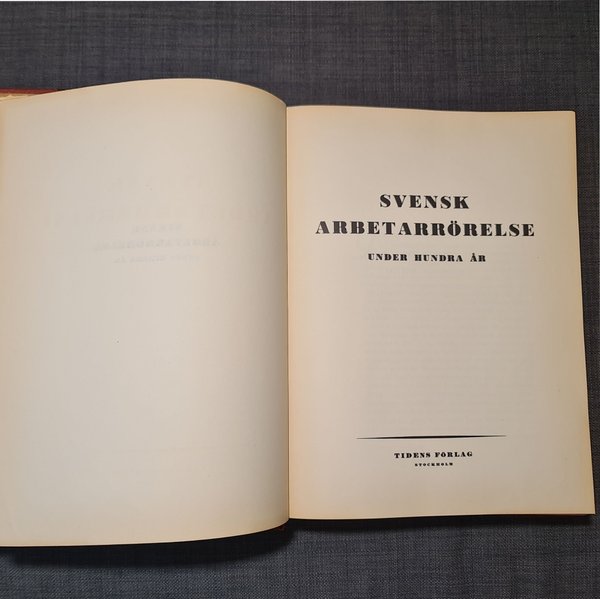 SVENSK
ARBETARRÖRELSE
UNDER HUNDRA ÅR
TIDENS FÖRLAG
STOCKHOLM